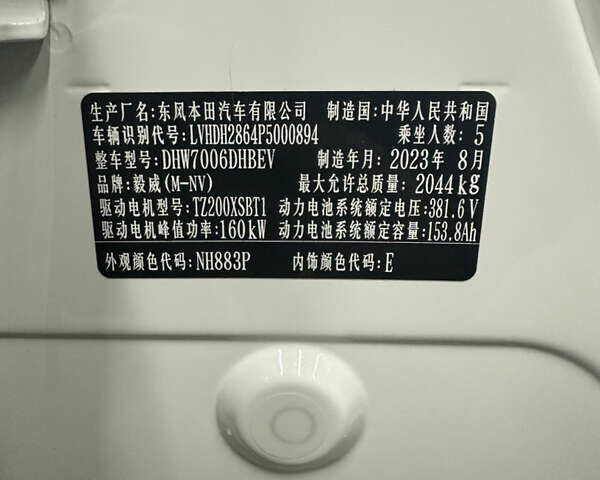 生产厂名:东风本田汽车有限公司 制造国:中华人民共和国
车辆识别代号:LVHDH2864P5000894 乘坐人数: 5
整车型号:DHW7006DHBEV 制造年月: 2023年 8月
品牌:毅威(M-NV) 最大允许总质量: 2044kg
驱动电机型号:TZ200XSBT1 动力电池系统额定电压:381.6V
驱动电机峰值功率:160kW 动力电池系统额定容量:153.8Ah
外观颜色代码:NH883P 内饰颜色代码:E